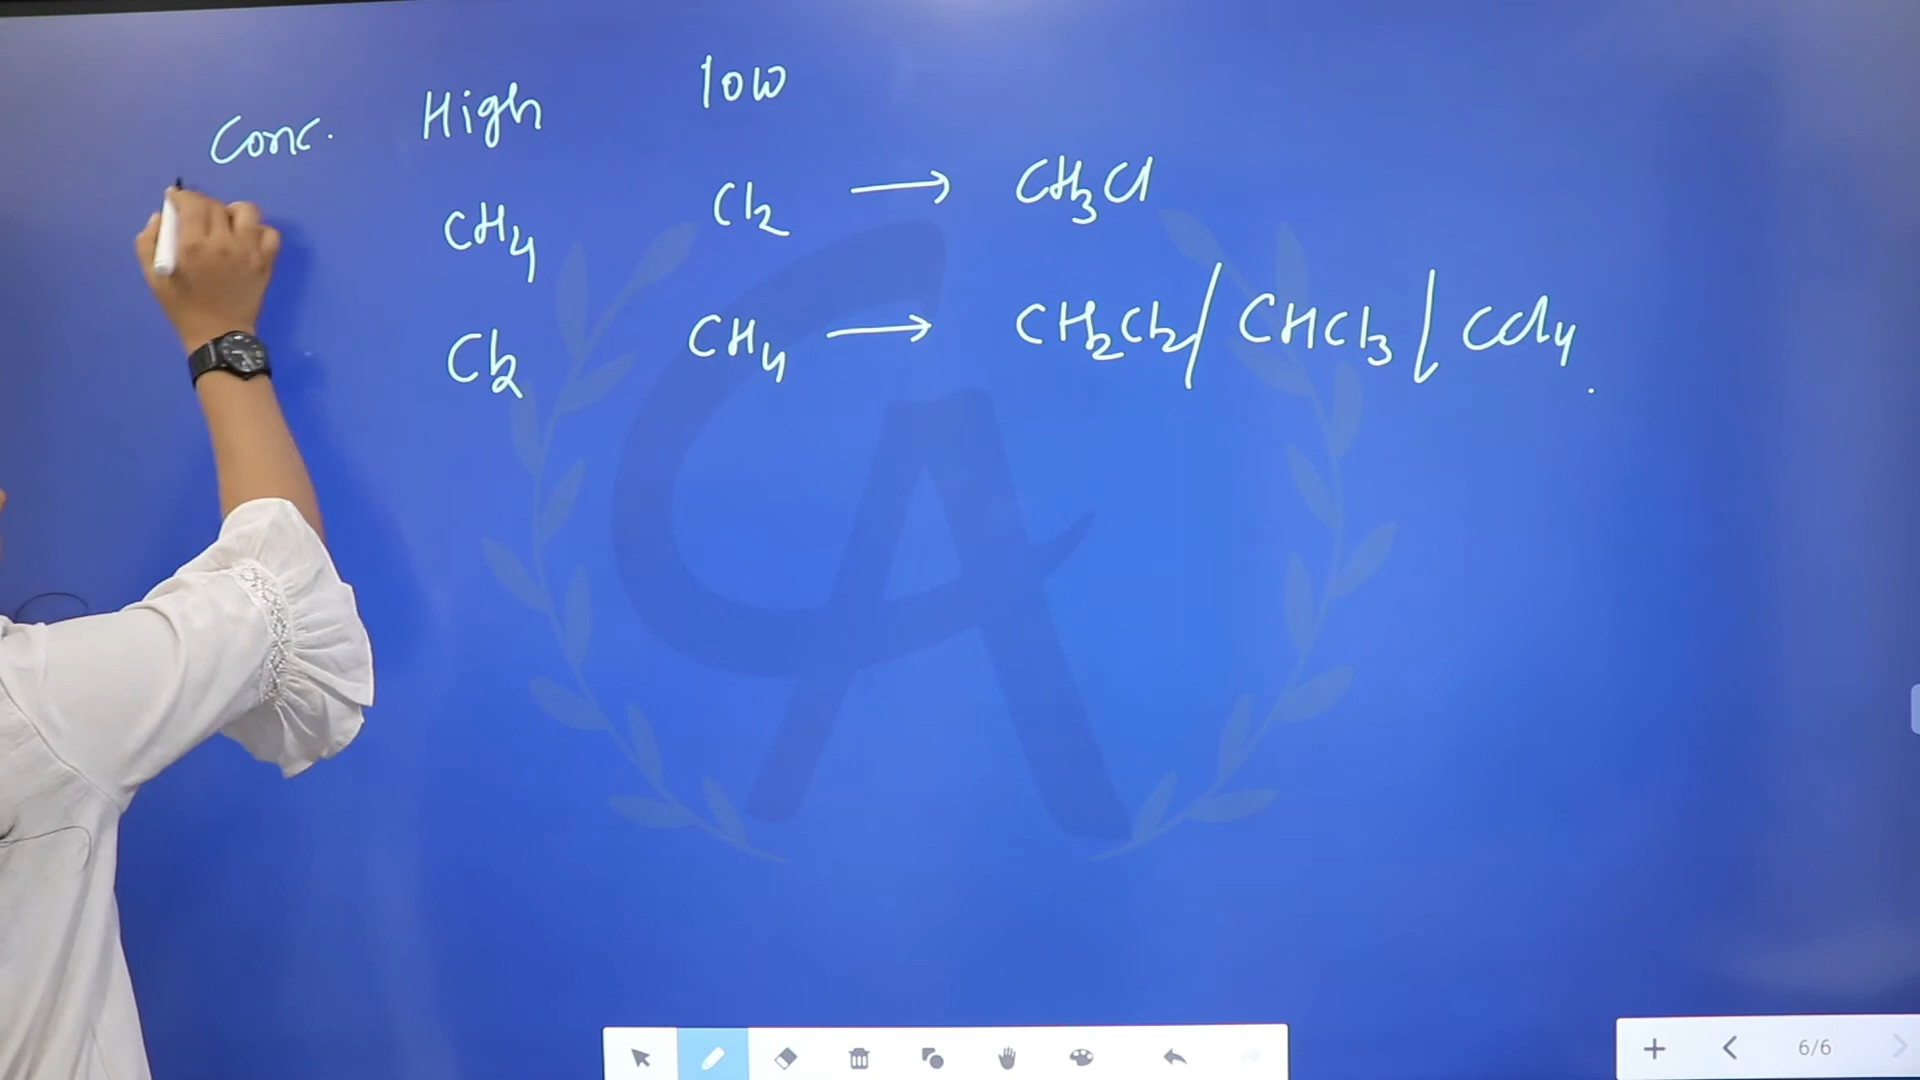 Conc. High low
CH4 Cl2 → CH3Cl
Cl2 CH4 → CH2Cl2/ CHCl3 / CCl4.
6/6